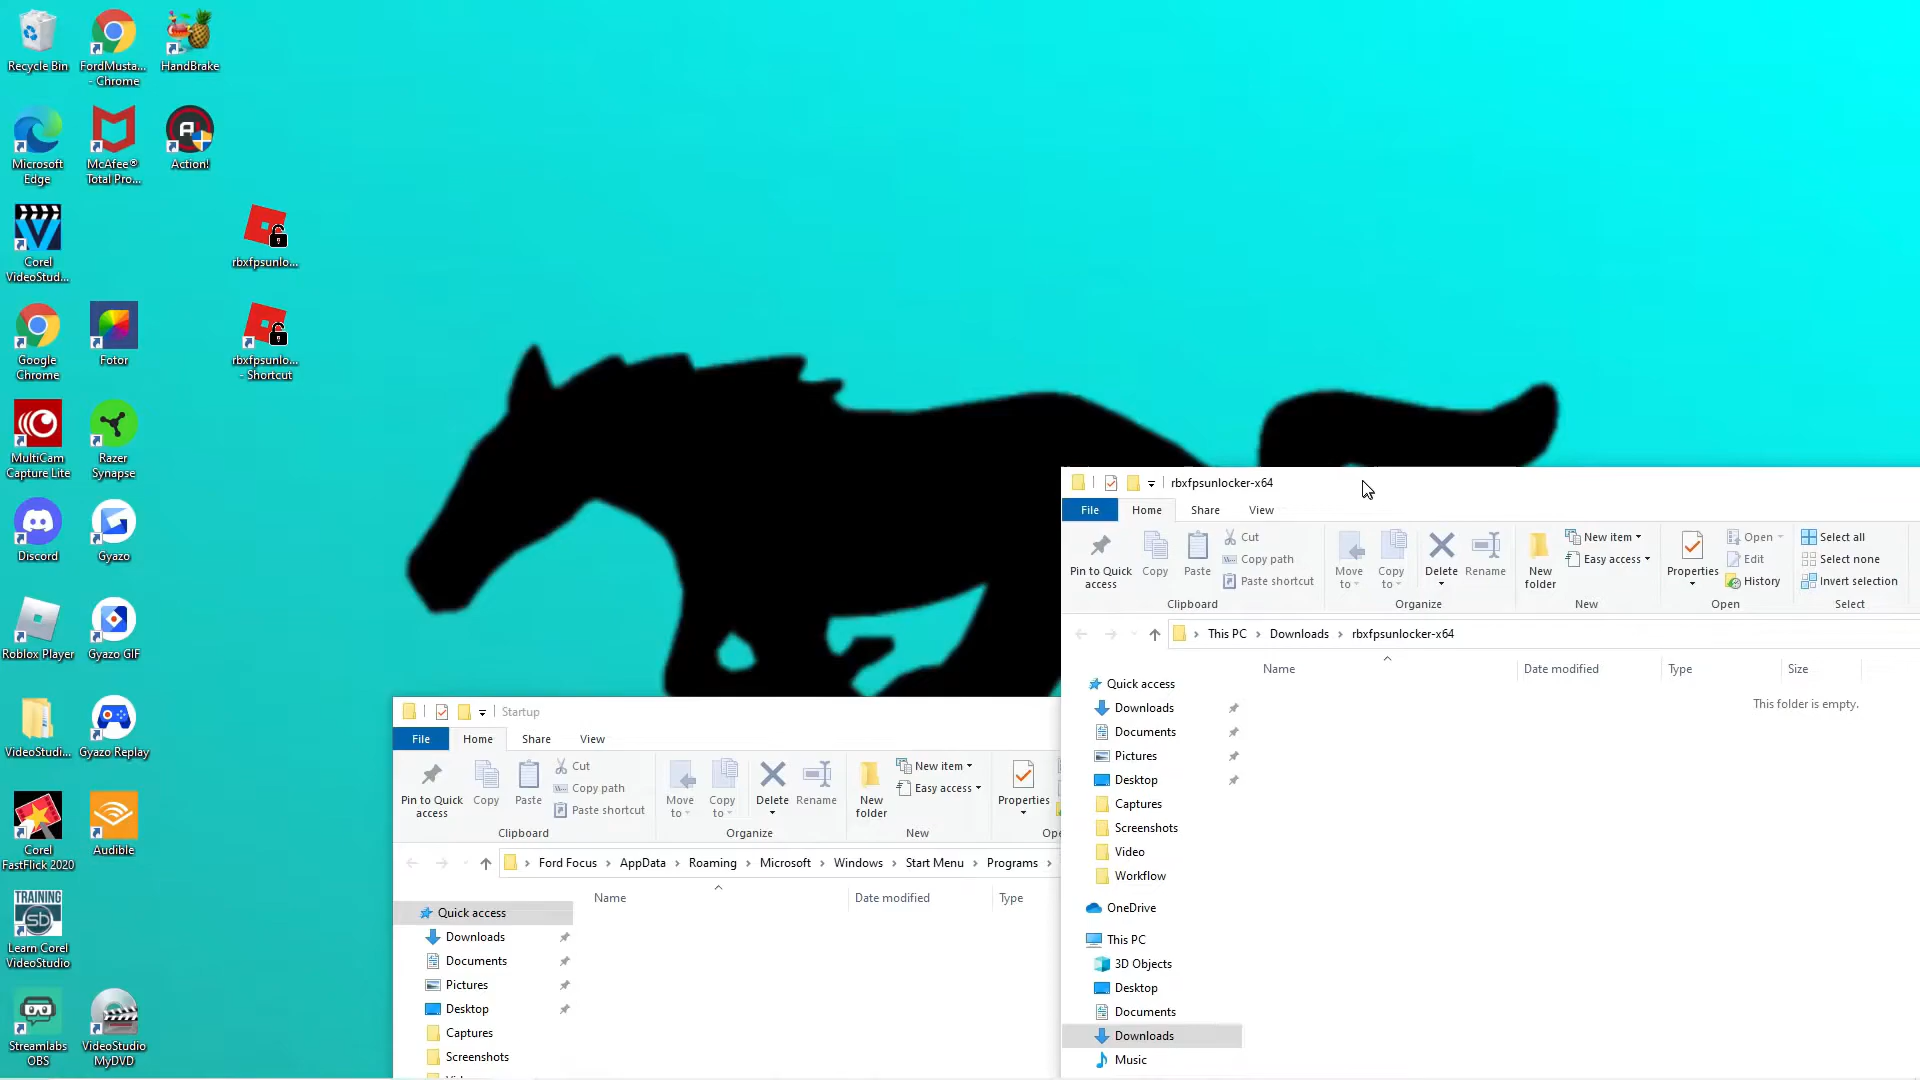 Recycle Bin
FordMusta...
- Chrome
HandBrake
Microsoft
Edge
McAfee®
Total Pro...
Action!
Corel
VideoStud...
rbxfpsunlo...
Google
Chrome
Fotor
rbxfpsunlo...
- Shortcut
MultiCam
Capture Lite
Razer
Synapse
Discord
Gyazo
Roblox Player
Gyazo GIF
VideoStudi...
Gyazo Replay
Corel
FastFlick 2020
Audible
TRAINING
sb
Learn Corel
VideoStudio
Streamlabs
OBS
VideoStudio
MyDVD
Startup
File
Home
Share
View
Pin to Quick
access
Copy
Paste
Cut
Copy path
Paste shortcut
Clipboard
Move
to
Copy
to
Delete
Rename
Organize
New
folder
New item
Easy access
New
Properties
Ford Focus
AppData
Roaming
Microsoft
Windows
Start Menu
Programs
Name
Date modified
Type
Quick access
Downloads
Documents
Pictures
Desktop
Captures
Screenshots
rbxfpsunlocker-x64
File
Home
Share
View
Pin to Quick
access
Copy
Paste
Cut
Copy path
Paste shortcut
Clipboard
Move
to
Copy
to
Delete
Rename
Organize
New
folder
New item
Easy access
New
Properties
Open
Edit
History
Open
Select all
Select none
Invert selection
Select
This PC
Downloads
rbxfpsunlocker-x64
Name
Date modified
Type
Size
This folder is empty.
Quick access
Downloads
Documents
Pictures
Desktop
Captures
Screenshots
Video
Workflow
OneDrive
This PC
3D Objects
Desktop
Documents
Downloads
Music